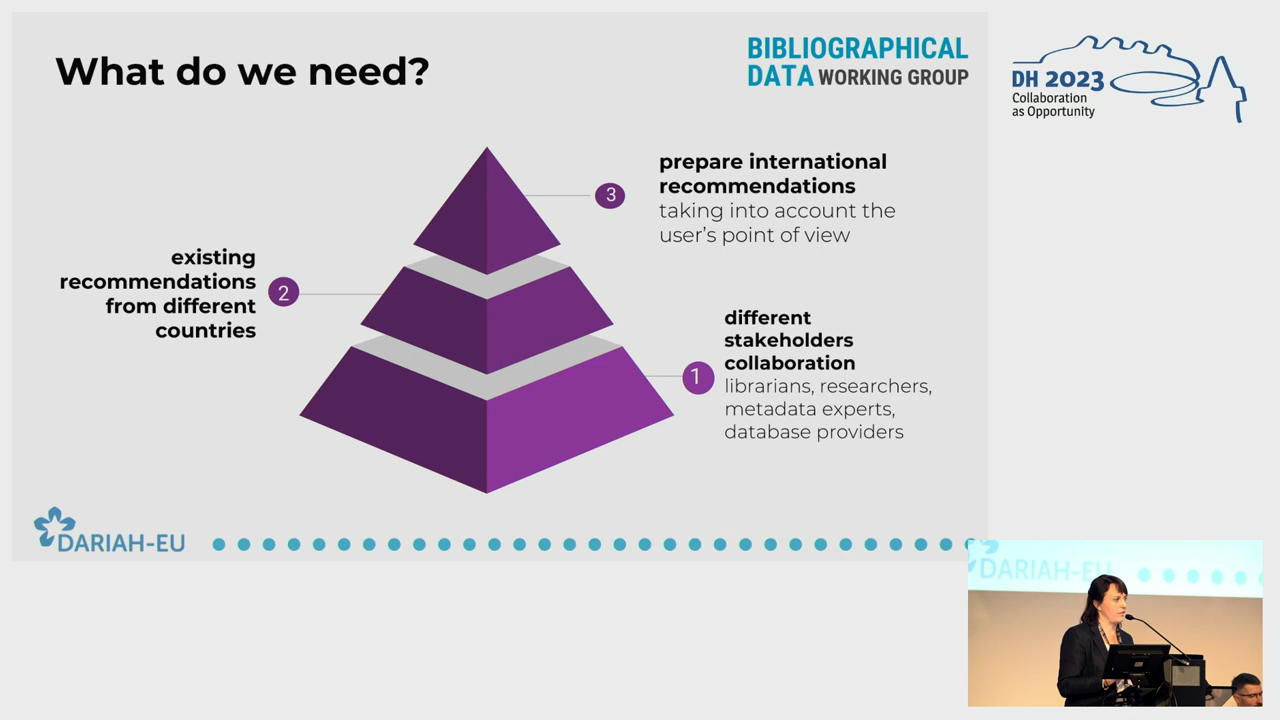 What do we need?
BIBLIOGRAPHICAL
DATA WORKING GROUP
DH 2023
Collaboration
as Opportunity
3
prepare international
recommendations
taking into account the
user's point of view
existing
recommendations
from different
countries
2
1
different
stakeholders
collaboration
librarians, researchers,
metadata experts,
database providers
DARIAH-EU
DARIAH-EU